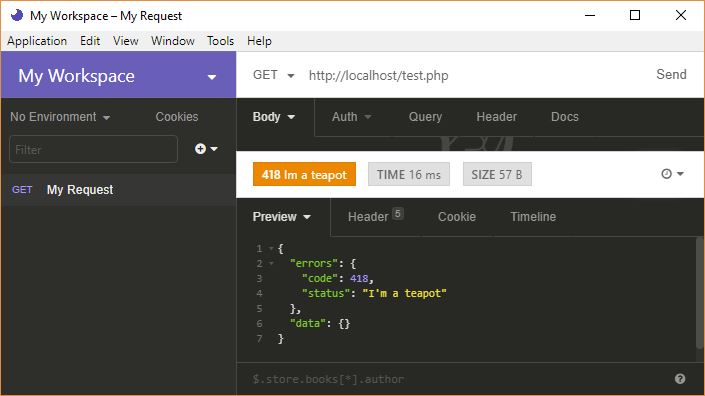 My Workspace – My Request
Application Edit View Window Tools Help
My Workspace
GET http://localhost/test.php Send
No Environment Cookies
Body Auth Query Header Docs
Filter
418 Im a teapot TIME 16 ms SIZE 57 B
GET My Request
Preview Header 5 Cookie Timeline
1 {
2 "errors": {
3 "code": 418,
4 "status": "I'm a teapot"
5 },
6 "data": {}
7 }
$.store.books[*].author